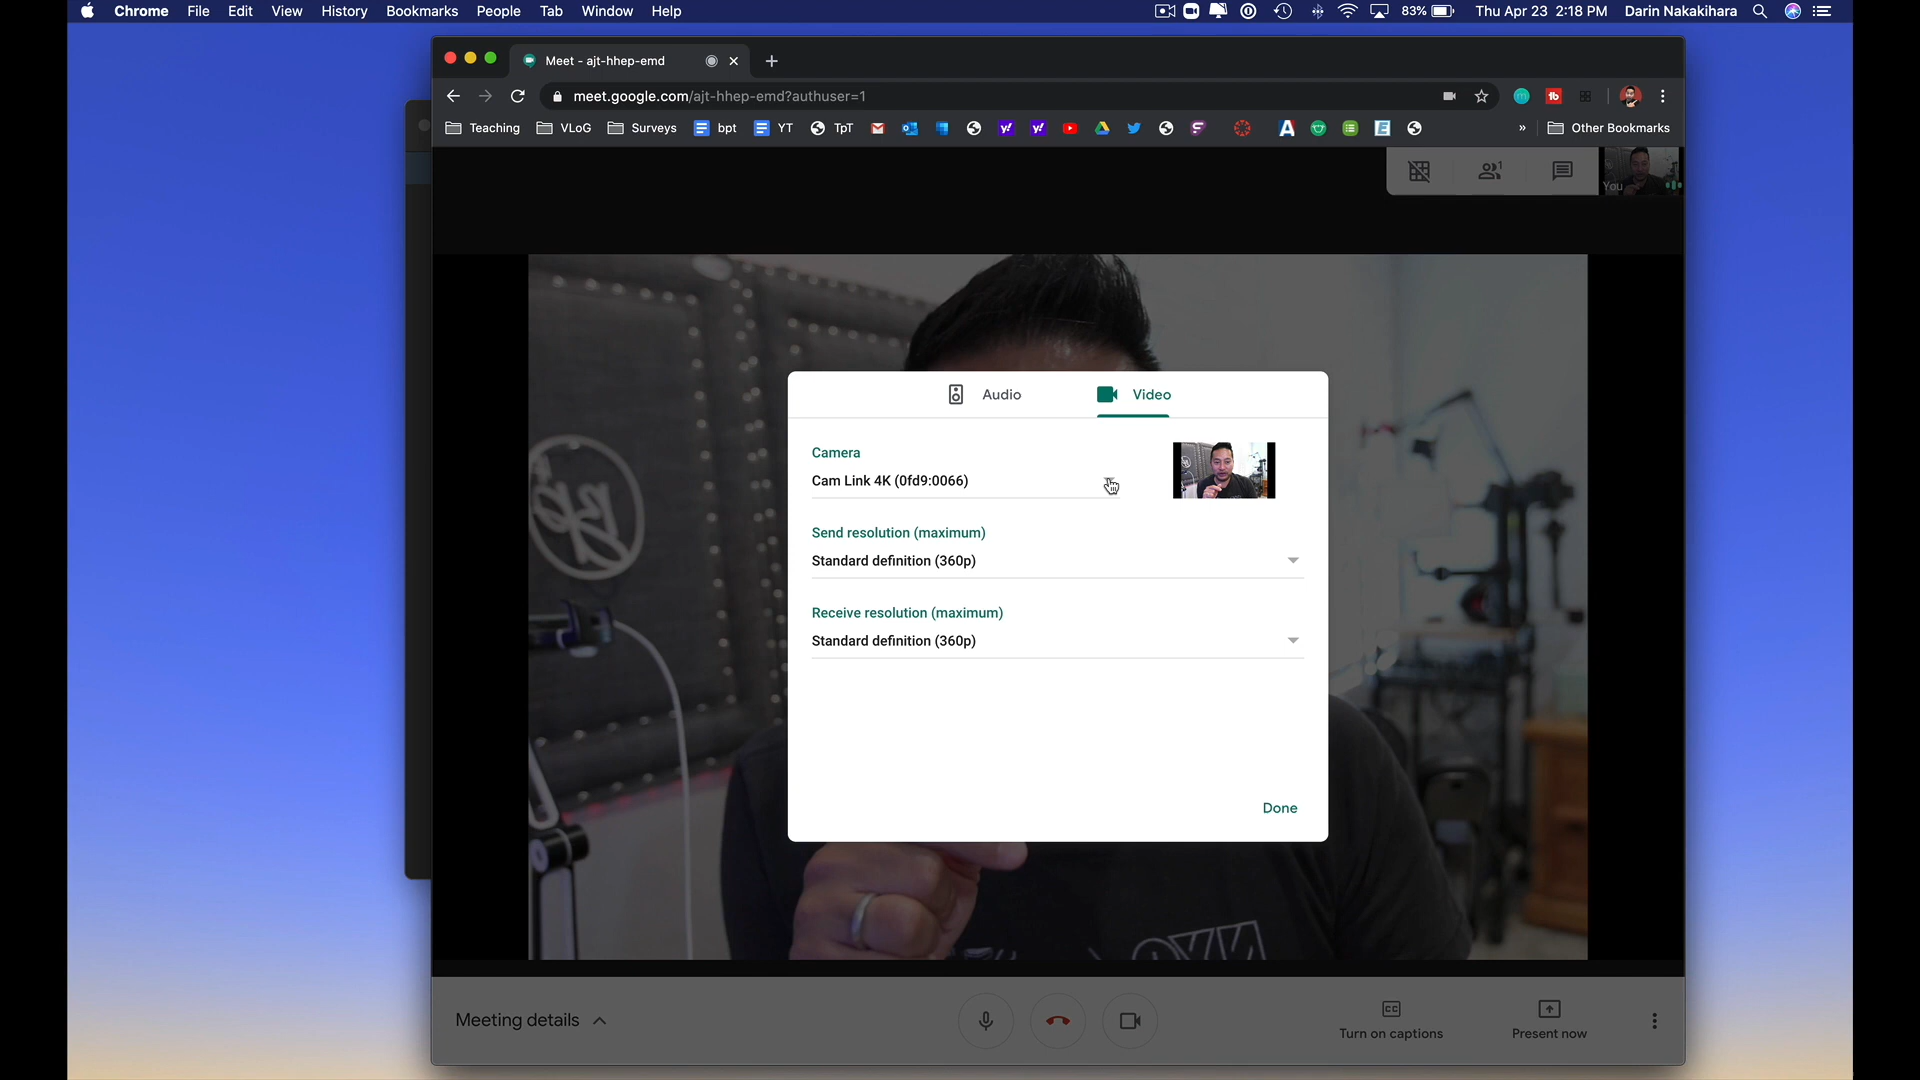 Chrome File Edit View History Bookmarks People Tab Window Help 83% Thu Apr 23 2:18 PM Darin Nakakihara
Meet - ajt-hhep-emd
meet.google.com/ajt-hhep-emd?authuser=1
Teaching VLoG Surveys bpt YT TpT » Other Bookmarks
1
You
Audio Video
Camera
Cam Link 4K (0fd9:0066)
Send resolution (maximum)
Standard definition (360p)
Receive resolution (maximum)
Standard definition (360p)
Done
Meeting details
Turn on captions
Present now